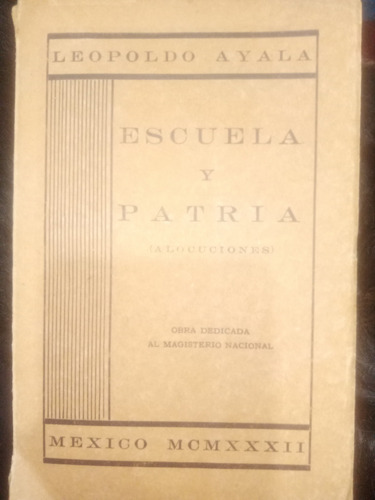 LEOPOLDO AYALA
ESCUELA
Y
PATRIA
(ALOCUCIONES)
OBRA DEDICADA
AL MAGISTERIO NACIONAL
MEXICO MCMXXXII